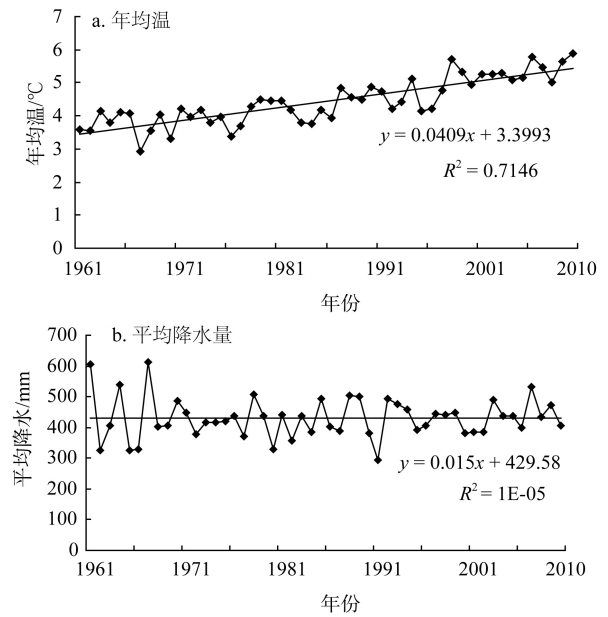 a. 年均温
7
6
5
4
3
2
1
0
年均温/℃
y = 0.0409x + 3.3993
R² = 0.7146
1961 1971 1981 1991 2001 2010
年份
b. 平均降水量
700
600
500
400
300
200
100
0
平均降水/mm
y = 0.015x + 429.58
R² = 1E-05
1961 1971 1981 1991 2001 2010
年份